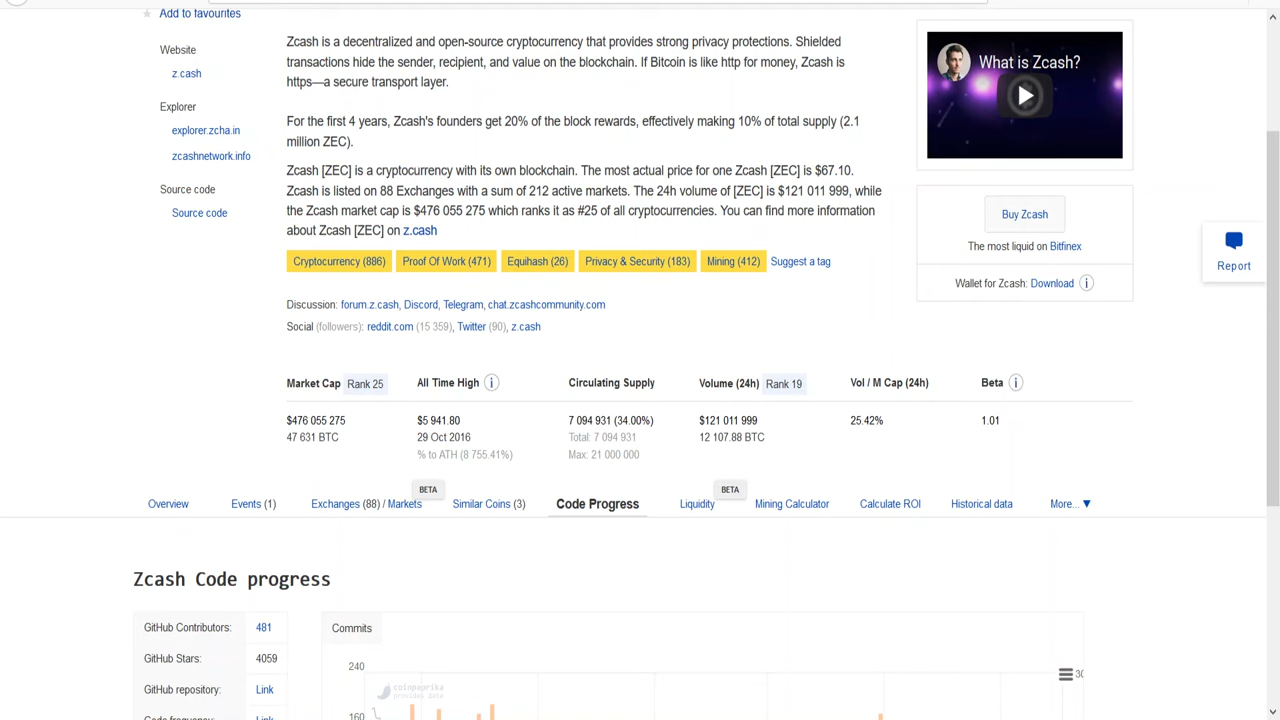 Add to favourites
Website
z.cash
Explorer
explorer.zcha.in
zcashnetwork.info
Source code
Source code
Zcash is a decentralized and open-source cryptocurrency that provides strong privacy protections. Shielded
transactions hide the sender, recipient, and value on the blockchain. If Bitcoin is like http for money, Zcash is
https—a secure transport layer.
For the first 4 years, Zcash's founders get 20% of the block rewards, effectively making 10% of total supply (2.1
million ZEC).
Zcash [ZEC] is a cryptocurrency with its own blockchain. The most actual price for one Zcash [ZEC] is $67.10.
Zcash is listed on 88 Exchanges with a sum of 212 active markets. The 24h volume of [ZEC] is $121 011 999, while
the Zcash market cap is $476 055 275 which ranks it as #25 of all cryptocurrencies. You can find more information
about Zcash [ZEC] on z.cash
Cryptocurrency (886) Proof Of Work (471) Equihash (26) Privacy & Security (183) Mining (412) Suggest a tag
Discussion: forum.z.cash, Discord, Telegram, chat.zcashcommunity.com
Social (followers): reddit.com (15 359), Twitter (90), z.cash
What is Zcash?
Buy Zcash
The most liquid on Bitfinex
Wallet for Zcash: Download i
Report
Market Cap Rank 25 All Time High i Circulating Supply Volume (24h) Rank 19 Vol / M Cap (24h) Beta i
$476 055 275 $5 941.80 7 094 931 (34.00%) $121 011 999 25.42% 1.01
47 631 BTC 29 Oct 2016 Total: 7 094 931 12 107.88 BTC
% to ATH (8 755.41%) Max: 21 000 000
BETA BETA
Overview Events (1) Exchanges (88) / Markets Similar Coins (3) Code Progress Liquidity Mining Calculator Calculate ROI Historical data More... ▼
Zcash Code progress
GitHub Contributors: 481
GitHub Stars: 4059
GitHub repository: Link
Code frequency: Link
Commits
240
coinpaprika
provides data
30
160